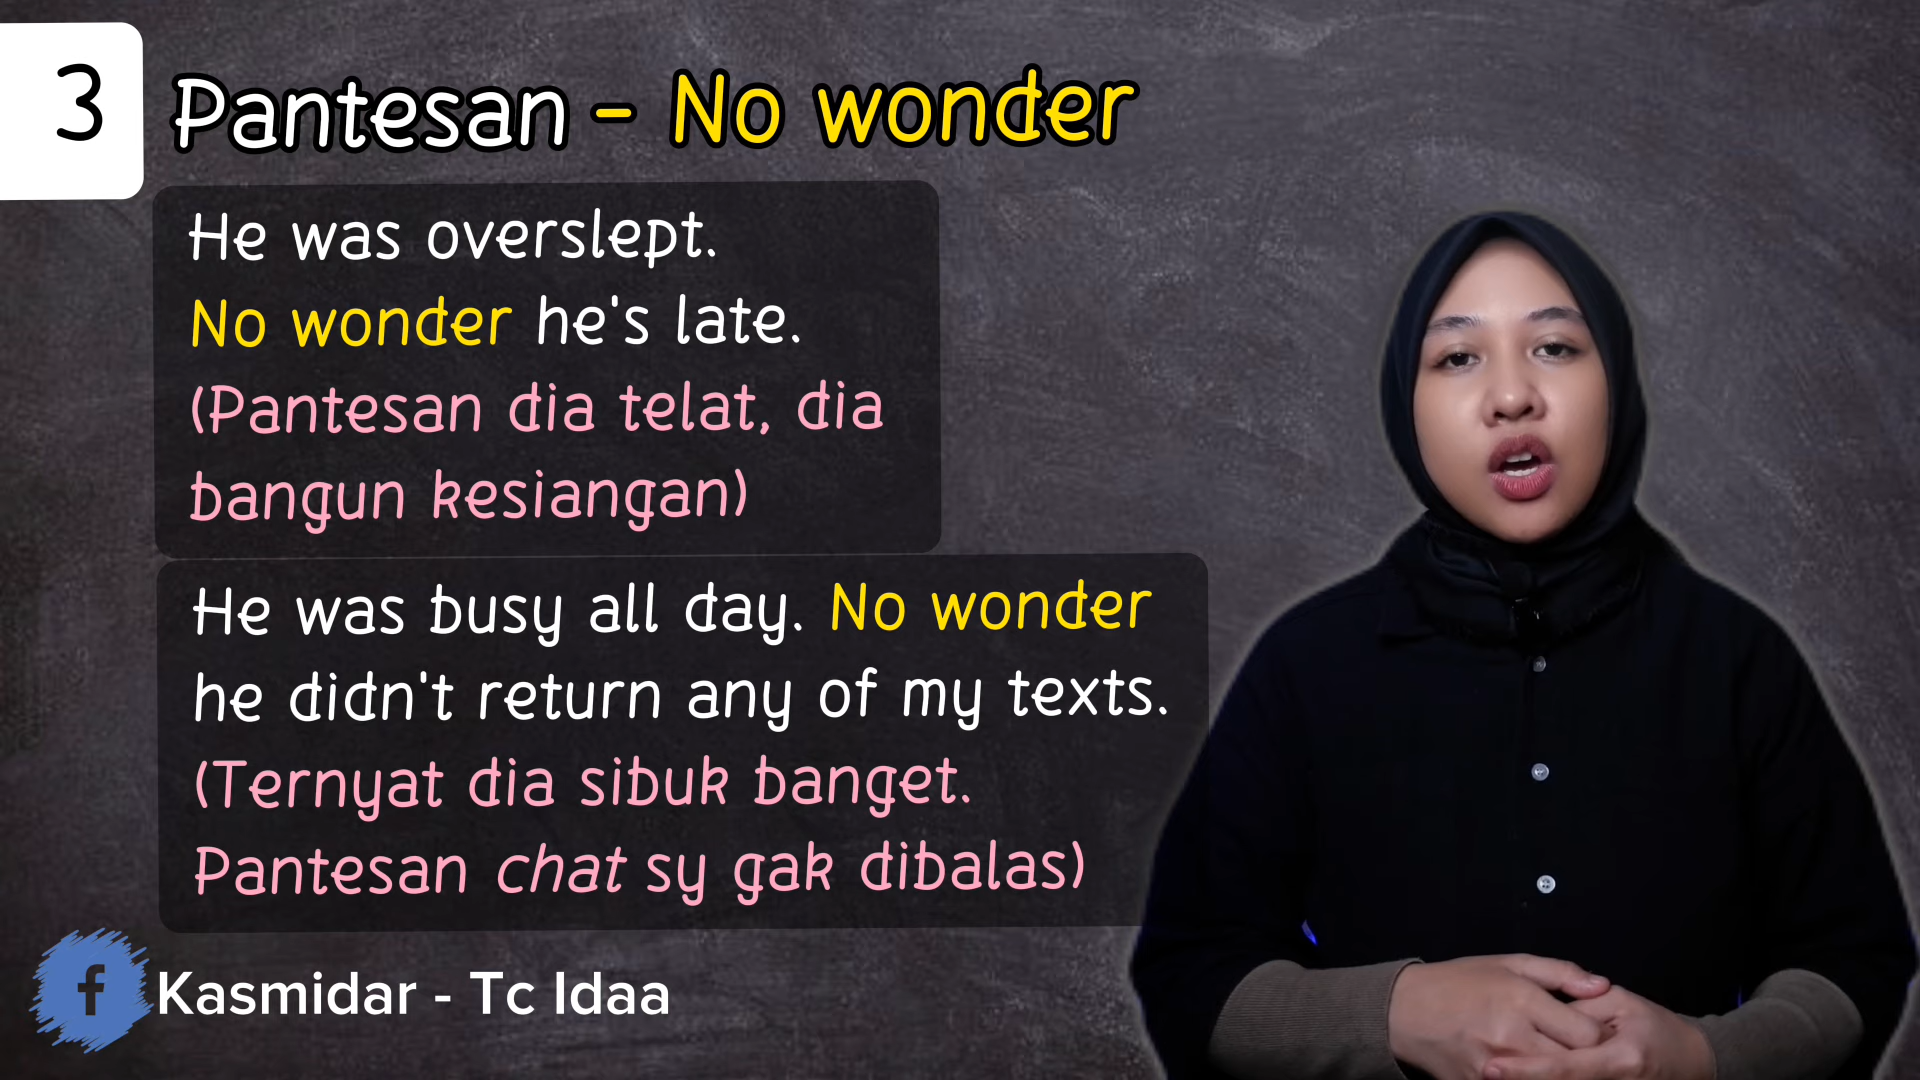 3
Pantesan - No wonder
He was overslept.
No wonder he's late.
(Pantesan dia telat, dia
bangun kesiangan)
He was busy all day. No wonder
he didn't return any of my texts.
(Ternyat dia sibuk banget.
Pantesan chat sy gak dibalas)
f
Kasmidar - Tc Idaa